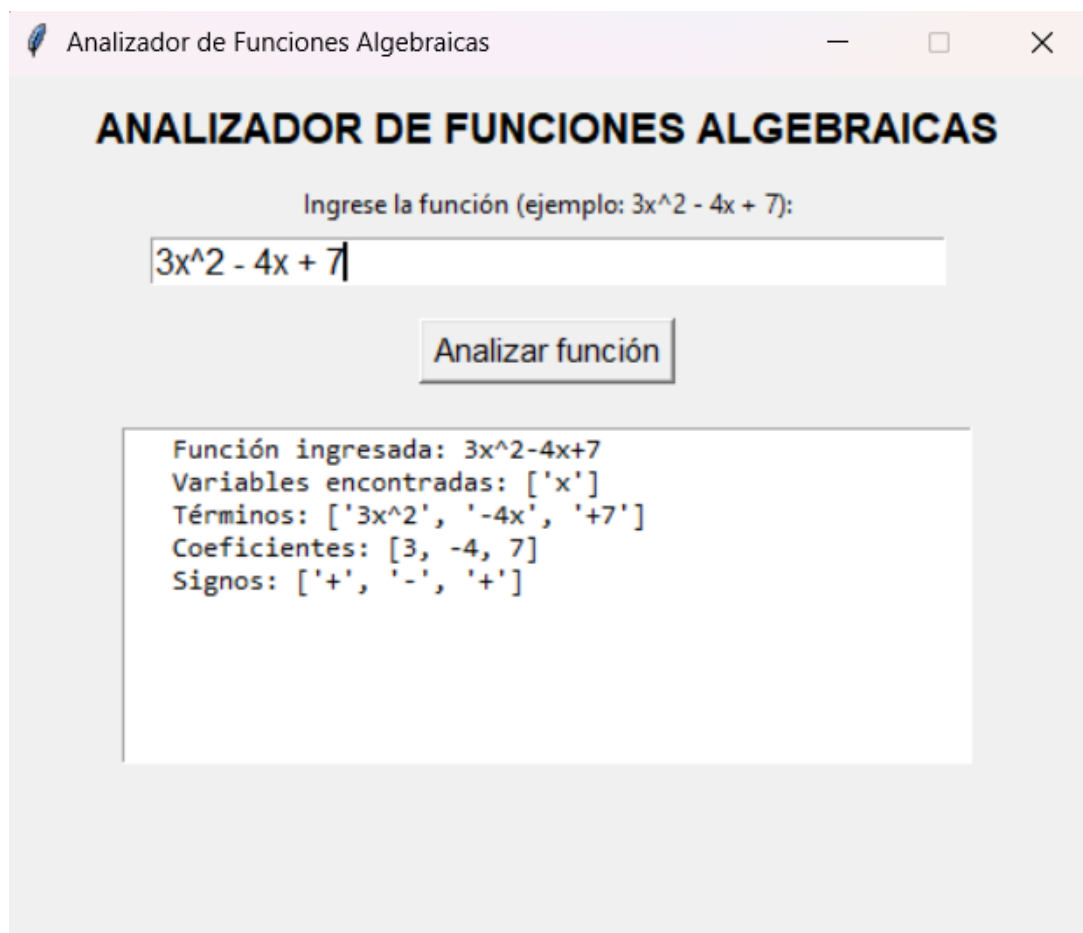 Analizador de Funciones Algebraicas
ANALIZADOR DE FUNCIONES ALGEBRAICAS
Ingrese la función (ejemplo: 3x^2 - 4x + 7):
3x^2 - 4x + 7
Analizar función
Función ingresada: 3x^2-4x+7
Variables encontradas: ['x']
Términos: ['3x^2', '-4x', '+7']
Coeficientes: [3, -4, 7]
Signos: ['+', '-', '+']